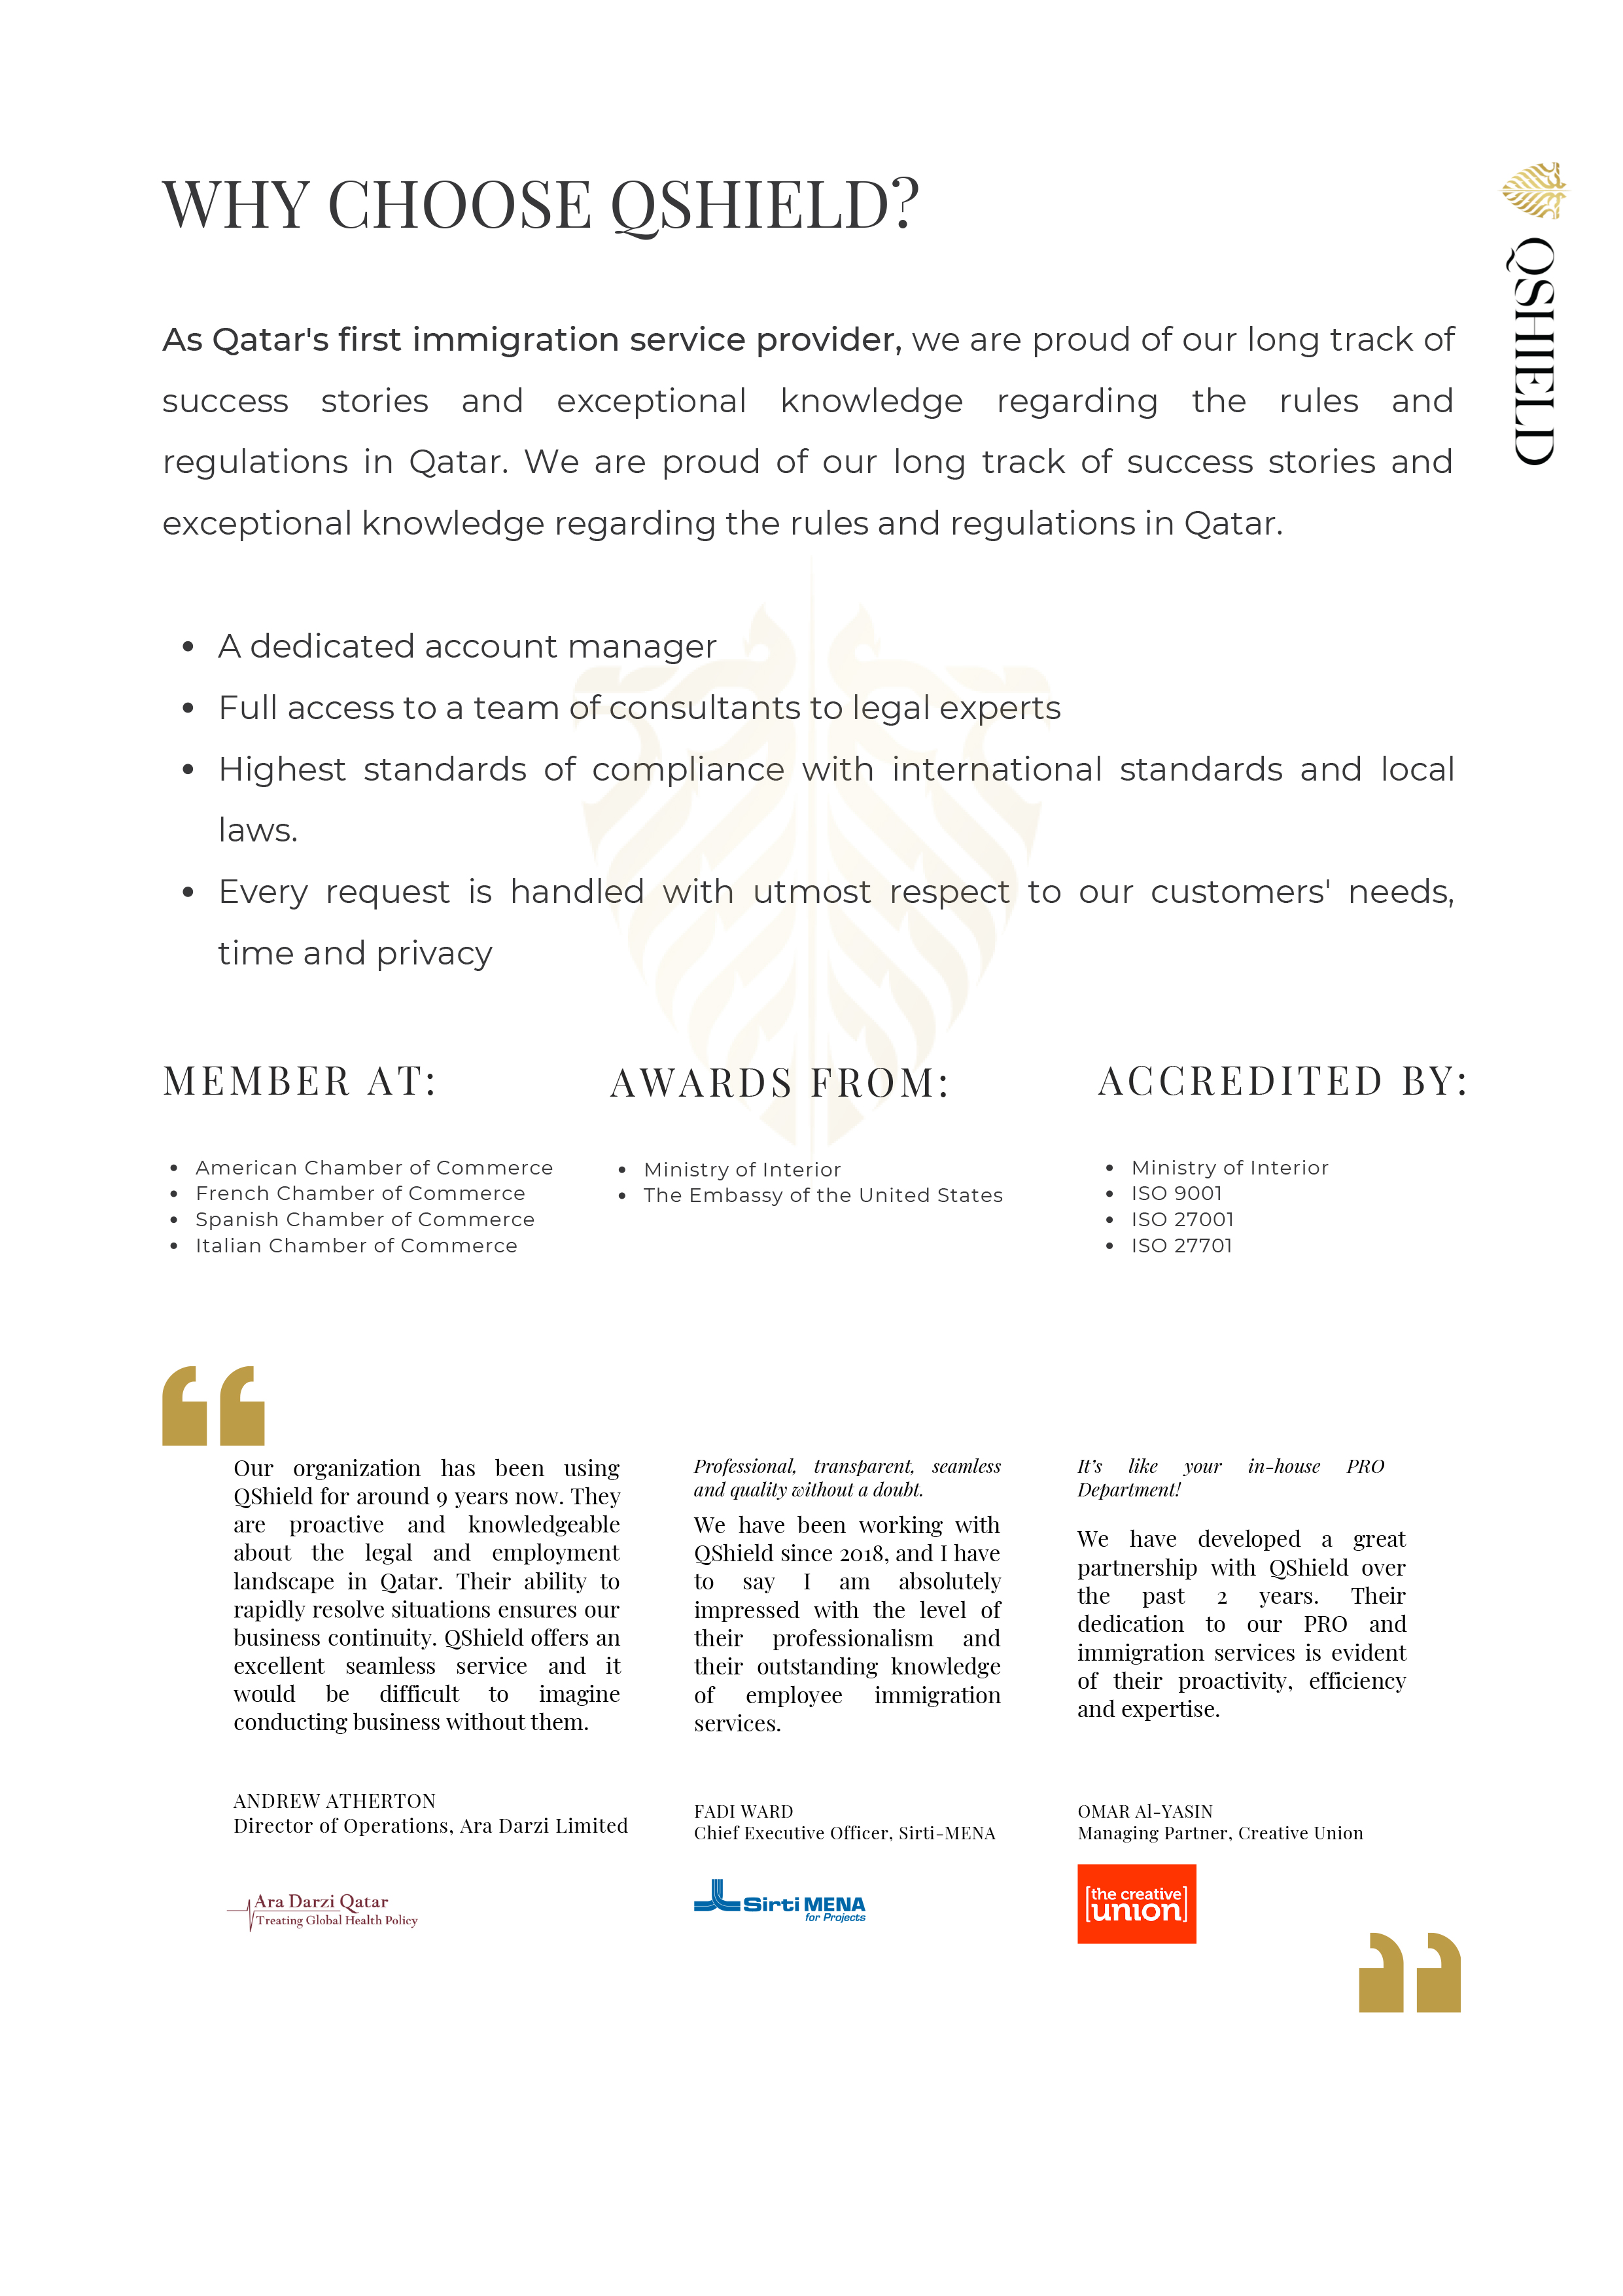 WHY CHOOSE QSHIELD?
QSHIELD
As Qatar's first immigration service provider, we are proud of our long track of
success stories and exceptional knowledge regarding the rules and
regulations in Qatar. We are proud of our long track of success stories and
exceptional knowledge regarding the rules and regulations in Qatar.
• A dedicated account manager
• Full access to a team of consultants to legal experts
• Highest standards of compliance with international standards and local
laws.
• Every request is handled with utmost respect to our customers' needs,
time and privacy
MEMBER AT:
• American Chamber of Commerce
• French Chamber of Commerce
• Spanish Chamber of Commerce
• Italian Chamber of Commerce
AWARDS FROM:
• Ministry of Interior
• The Embassy of the United States
ACCREDITED BY:
• Ministry of Interior
• ISO 9001
• ISO 27001
• ISO 27701
“
Our organization has been using
QShield for around 9 years now. They
are proactive and knowledgeable
about the legal and employment
landscape in Qatar. Their ability to
rapidly resolve situations ensures our
business continuity. QShield offers an
excellent seamless service and it
would be difficult to imagine
conducting business without them.
ANDREW ATHERTON
Director of Operations, Ara Darzi Limited
Ara Darzi Qatar
Treating Global Health Policy
Professional, transparent, seamless
and quality without a doubt.
We have been working with
QShield since 2018, and I have
to say I am absolutely
impressed with the level of
their professionalism and
their outstanding knowledge
of employee immigration
services.
FADI WARD
Chief Executive Officer, Sirti-MENA
Sirti MENA
for Projects
It’s like your in-house PRO
Department!
We have developed a great
partnership with QShield over
the past 2 years. Their
dedication to our PRO and
immigration services is evident
of their proactivity, efficiency
and expertise.
OMAR Al-YASIN
Managing Partner, Creative Union
[the creative
union]
”